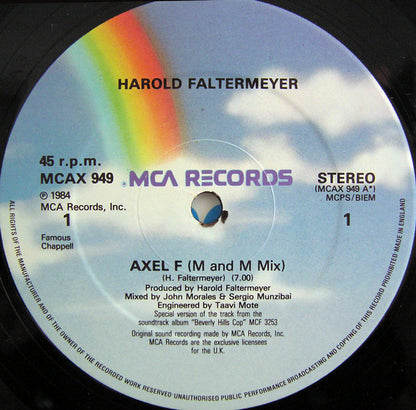 HAROLD FALTERMEYER
45 r.p.m.
MCAX 949
MCA RECORDS
STEREO
(MCAX 949 A*)
MCPS/BIEM
℗ 1984
MCA Records, Inc.
1
1
Famous
Chappell
AXEL F (M and M Mix)
(H. Faltermeyer) (7.00)
Produced by Harold Faltermeyer
Mixed by John Morales & Sergio Munzibai
Engineered by Taavi Mote
Special version of the track from the
soundtrack album "Beverly Hills Cop" MCF 3253
Original sound recording made by MCA Records, Inc.
MCA Records are the exclusive licensees
for the U.K.
ALL RIGHTS OF THE MANUFACTURER AND OF THE OWNER OF THE RECORDED WORK RESERVED UNAUTHORISED PUBLIC PERFORMANCE BROADCASTING AND COPYING OF THIS RECORD PROHIBITED MADE IN ENGLAND